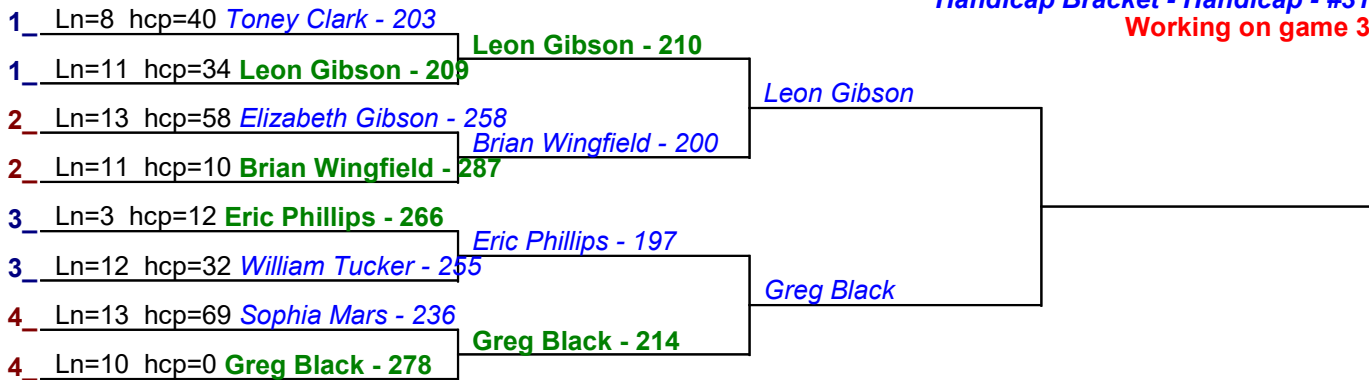 Handicap Bracket - Handicap - #31
Working on game 3
1_ Ln=8 hcp=40 Toney Clark - 203
Leon Gibson - 210
1_ Ln=11 hcp=34 Leon Gibson - 209
Leon Gibson
2_ Ln=13 hcp=58 Elizabeth Gibson - 258
Brian Wingfield - 200
2_ Ln=11 hcp=10 Brian Wingfield - 287
3_ Ln=3 hcp=12 Eric Phillips - 266
Eric Phillips - 197
3_ Ln=12 hcp=32 William Tucker - 255
Greg Black
4_ Ln=13 hcp=69 Sophia Mars - 236
Greg Black - 214
4_ Ln=10 hcp=0 Greg Black - 278